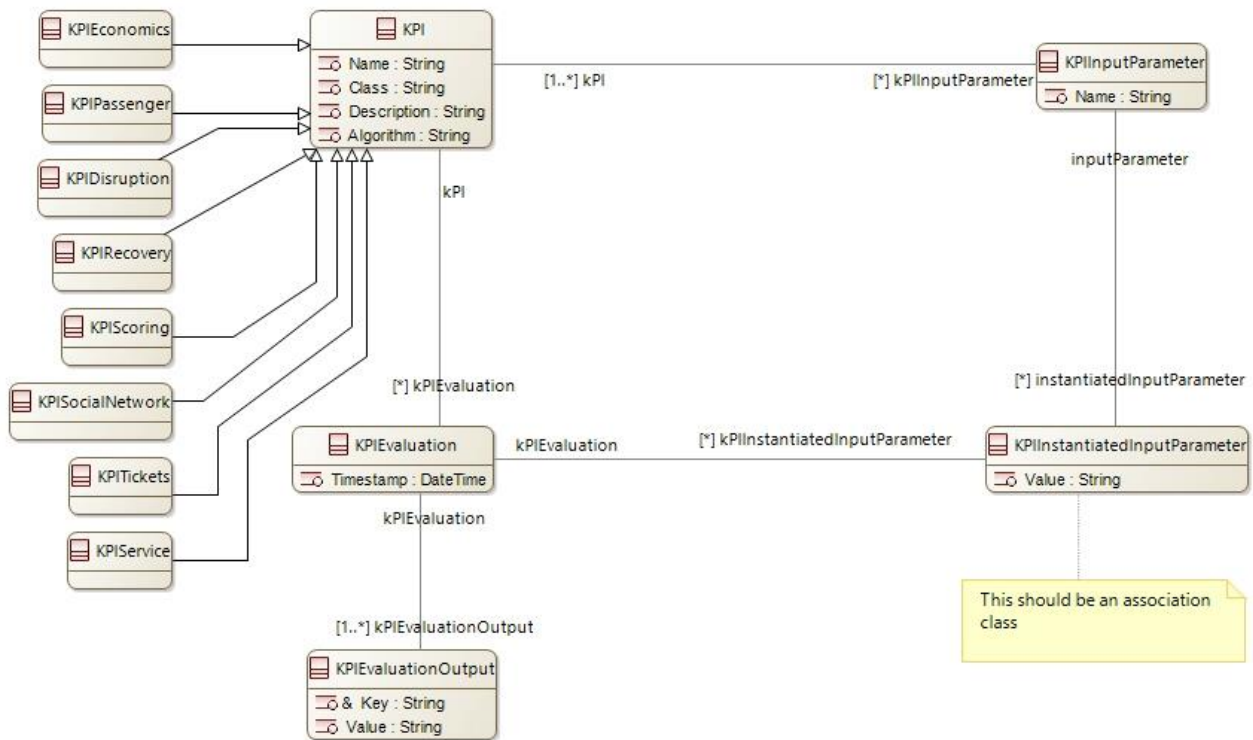 KPIEconomics
KPI
Name : String
Class : String
Description : String
Algorithm : String
[1..*] kPI
[*] kPIInputParameter
KPIInputParameter
Name : String
KPIPassenger
KPIDisruption
KPIRecovery
KPIScoring
KPISocialNetwork
KPITickets
KPIService
kPI
inputParameter
[*] kPIEvaluation
[*] instantiatedInputParameter
KPIEvaluation
Timestamp : DateTime
kPIEvaluation
[*] kPIInstantiatedInputParameter
KPIInstantiatedInputParameter
Value : String
kPIEvaluation
This should be an association
class
[1..*] kPIEvaluationOutput
KPIEvaluationOutput
& Key : String
Value : String